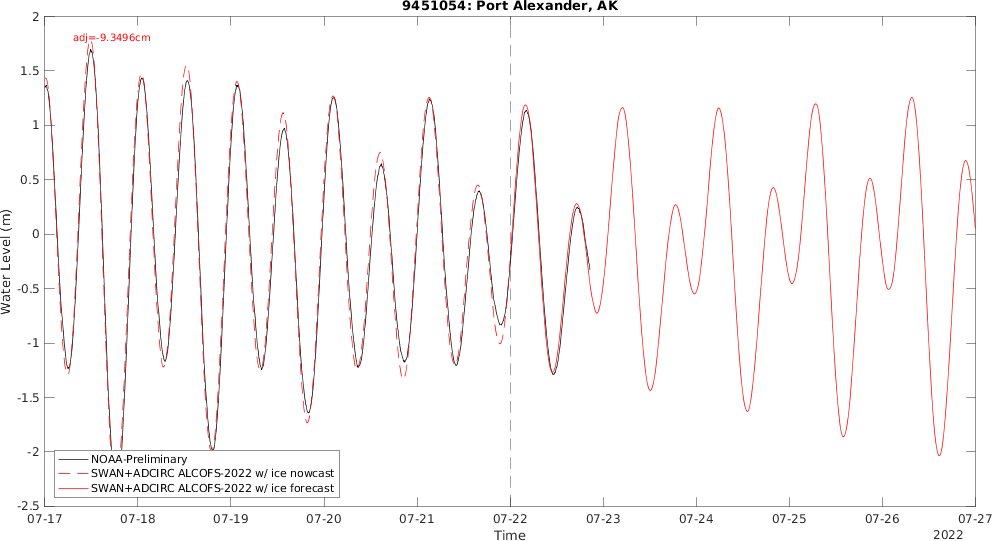 9451054: Port Alexander, AK
adj=-9.3496cm
2
1.5
1
0.5
0
-0.5
-1
-1.5
-2
-2.5
Water Level (m)
NOAA-Preliminary
SWAN+ADCIRC ALCOFS-2022 w/ ice nowcast
SWAN+ADCIRC ALCOFS-2022 w/ ice forecast
07-17 07-18 07-19 07-20 07-21 07-22 07-23 07-24 07-25 07-26 07-27
Time
2022